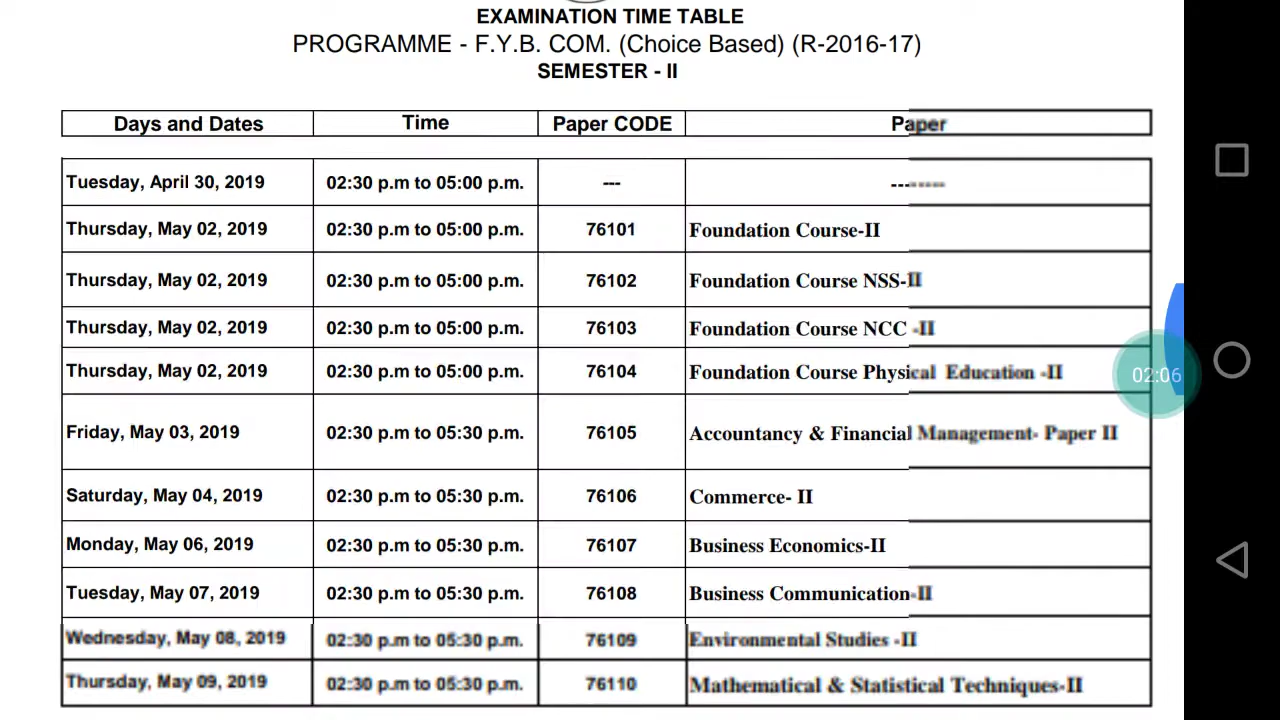 EXAMINATION TIME TABLE
PROGRAMME - F.Y.B. COM. (Choice Based) (R-2016-17)
SEMESTER - II
Days and Dates Time Paper CODE Paper
Tuesday, April 30, 2019 02:30 p.m to 05:00 p.m. --- --------
Thursday, May 02, 2019 02:30 p.m to 05:00 p.m. 76101 Foundation Course-II
Thursday, May 02, 2019 02:30 p.m to 05:00 p.m. 76102 Foundation Course NSS-II
Thursday, May 02, 2019 02:30 p.m to 05:00 p.m. 76103 Foundation Course NCC -II
Thursday, May 02, 2019 02:30 p.m to 05:00 p.m. 76104 Foundation Course Physical Education -II
02:06
Friday, May 03, 2019 02:30 p.m to 05:30 p.m. 76105 Accountancy & Financial Management- Paper II
Saturday, May 04, 2019 02:30 p.m to 05:30 p.m. 76106 Commerce- II
Monday, May 06, 2019 02:30 p.m to 05:30 p.m. 76107 Business Economics-II
Tuesday, May 07, 2019 02:30 p.m to 05:30 p.m. 76108 Business Communication-II
Wednesday, May 08, 2019 02:30 p.m to 05:30 p.m. 76109 Environmental Studies -II
Thursday, May 09, 2019 02:30 p.m to 05:30 p.m. 76110 Mathematical & Statistical Techniques-II